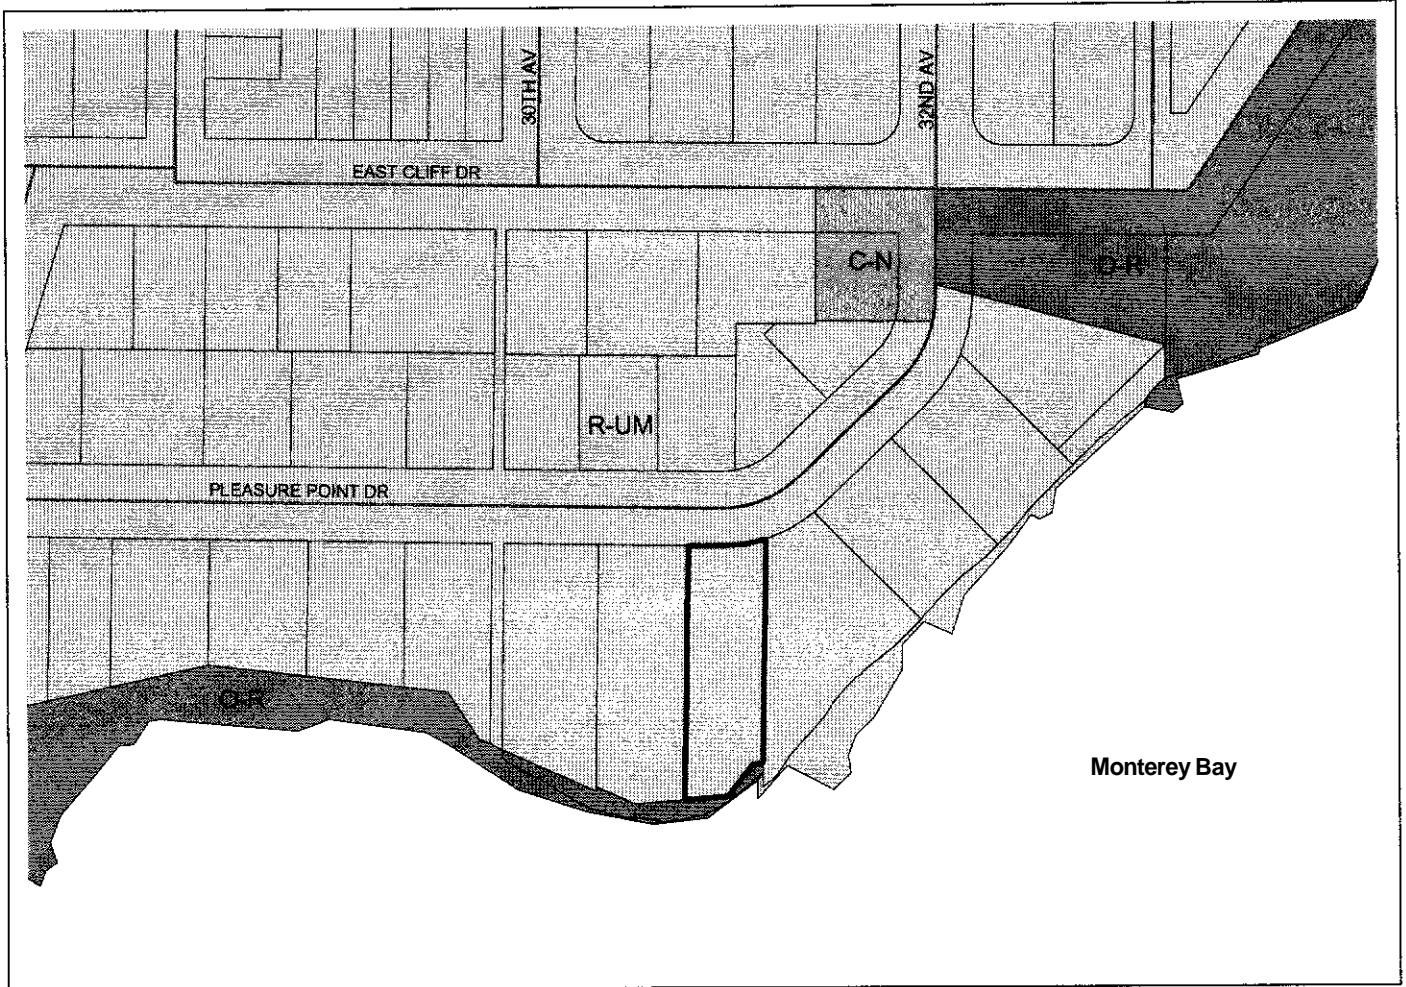 30TH AV
32ND AV
EAST CLIFF DR
C-N
O-R
R-UM
PLEASURE POINT DR
O-R
Monterey Bay